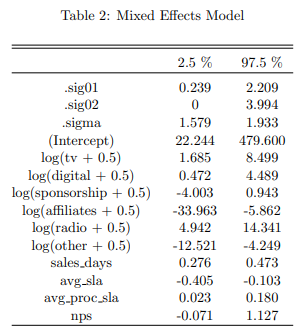 Table 2: Mixed Effects Model
2.5 % 97.5 %
.sig01 0.239 2.209
.sig02 0 3.994
.sigma 1.579 1.933
(Intercept) 22.244 479.600
log(tv + 0.5) 1.685 8.499
log(digital + 0.5) 0.472 4.489
log(sponsorship + 0.5) -4.003 0.943
log(affiliates + 0.5) -33.963 -5.862
log(radio + 0.5) 4.942 14.341
log(other + 0.5) -12.521 -4.249
sales_days 0.276 0.473
avg_sla -0.405 -0.103
avg_proc_sla 0.023 0.180
nps -0.071 1.127